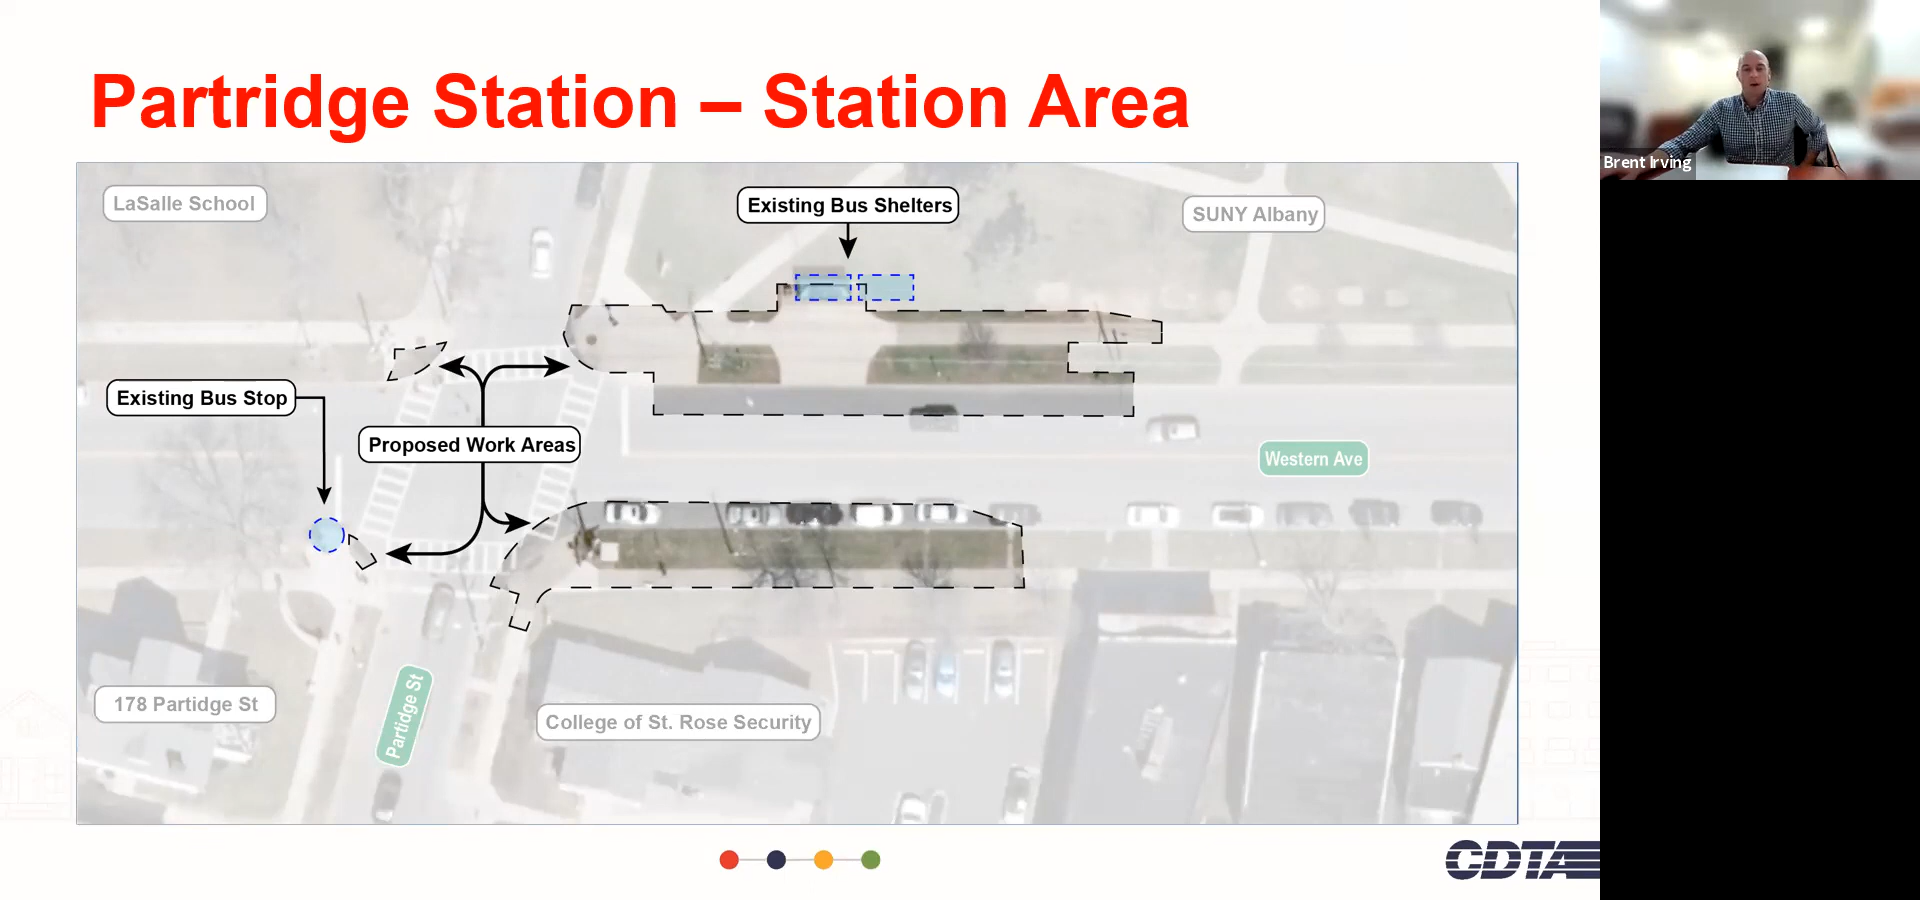 Partridge Station – Station Area
Brent Irving
LaSalle School
Existing Bus Shelters
SUNY Albany
Existing Bus Stop
Proposed Work Areas
Western Ave
178 Partidge St
Partidge St
College of St. Rose Security
CDTA